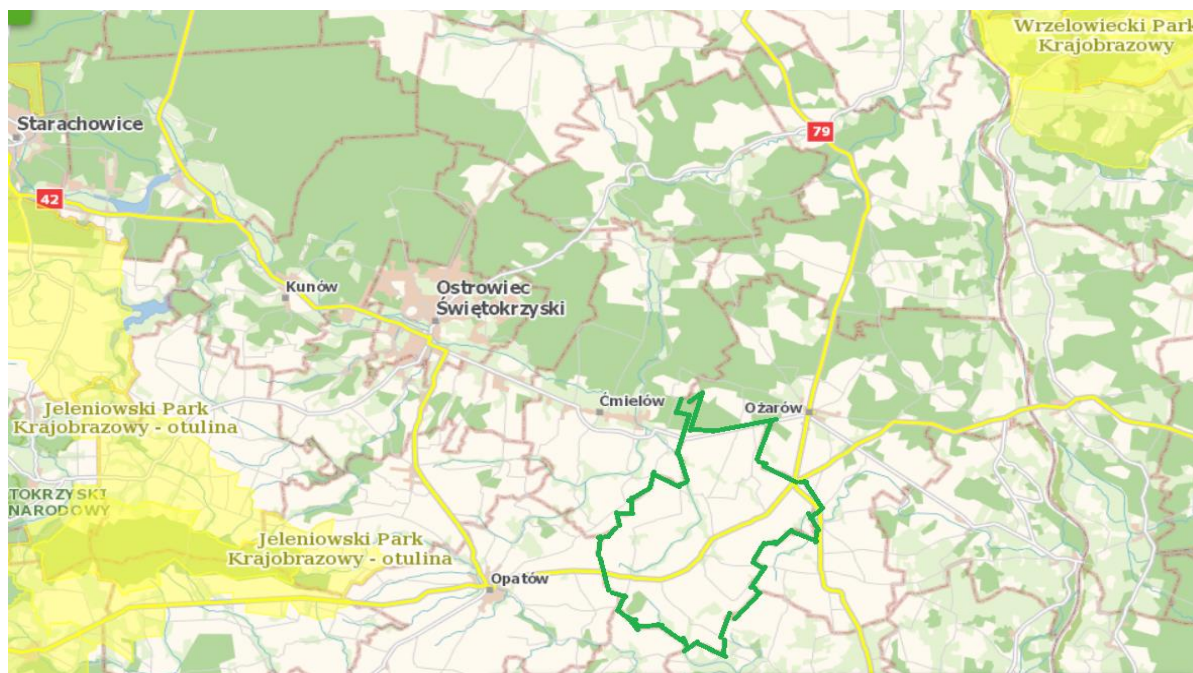 Wrzelowiecki Park
Krajobrazowy
Starachowice
79
42
Kunów
Ostrowiec
Świętokrzyski
Ćmielów
Ożarów
Jeleniowski Park
Krajobrazowy - otulina
TOKRZYSKI
NARODOWY
Jeleniowski Park
Krajobrazowy - otulina
Opatów